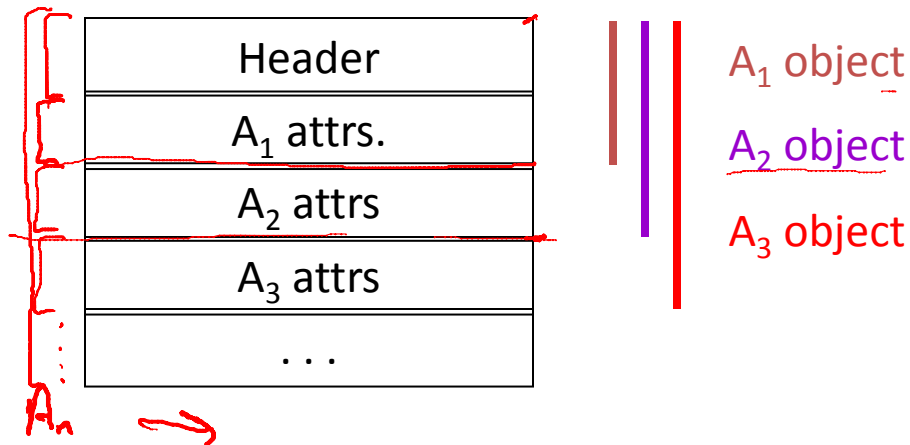 Header
A₁ attrs.
A₂ attrs
A₃ attrs
. . .
A₁ object
A₂ object
A₃ object
Aₙ